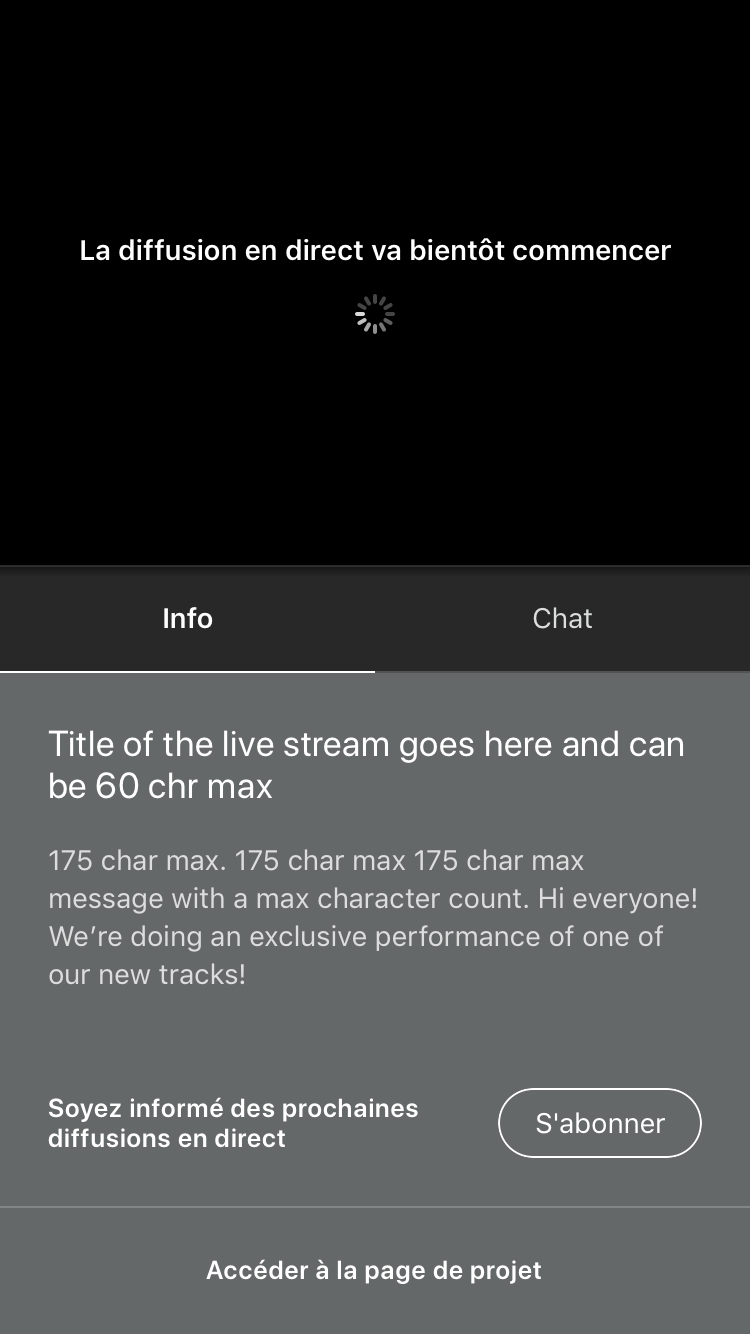 La diffusion en direct va bientôt commencer
Info
Chat
Title of the live stream goes here and can
be 60 chr max
175 char max. 175 char max 175 char max
message with a max character count. Hi everyone!
We’re doing an exclusive performance of one of
our new tracks!
Soyez informé des prochaines
diffusions en direct
S'abonner
Accéder à la page de projet